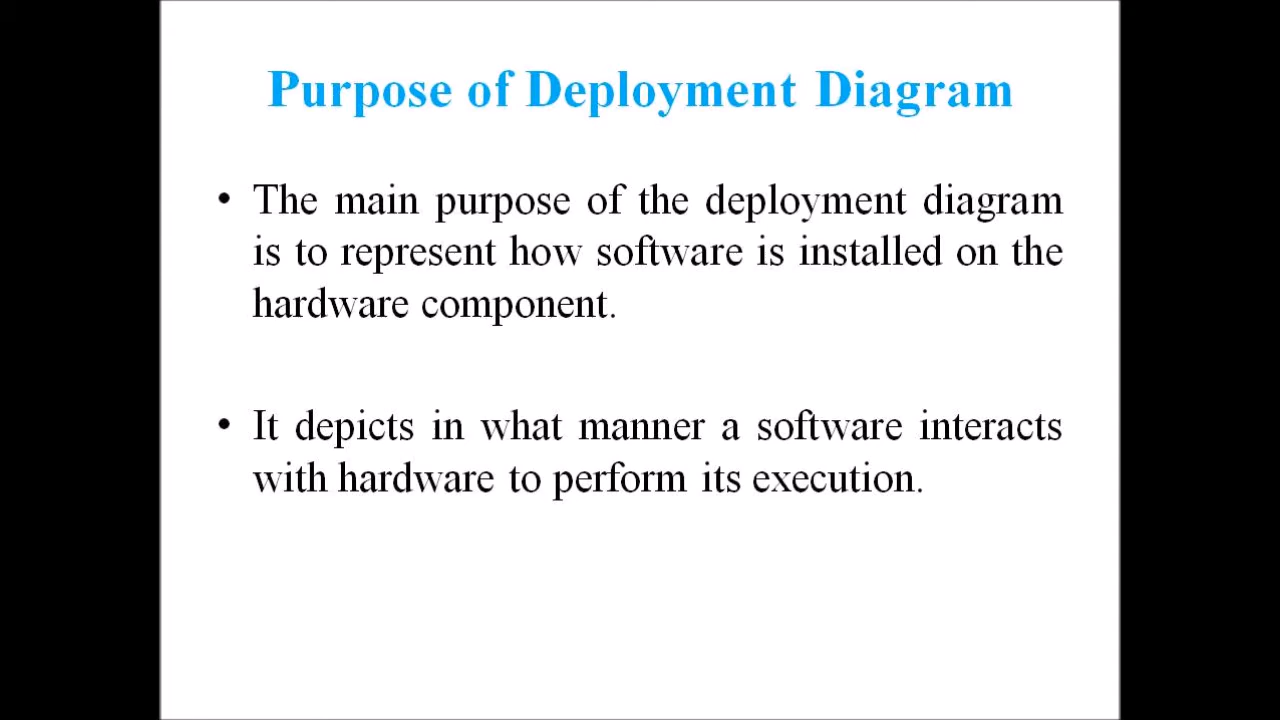 Purpose of Deployment Diagram
• The main purpose of the deployment diagram
is to represent how software is installed on the
hardware component.
• It depicts in what manner a software interacts
with hardware to perform its execution.